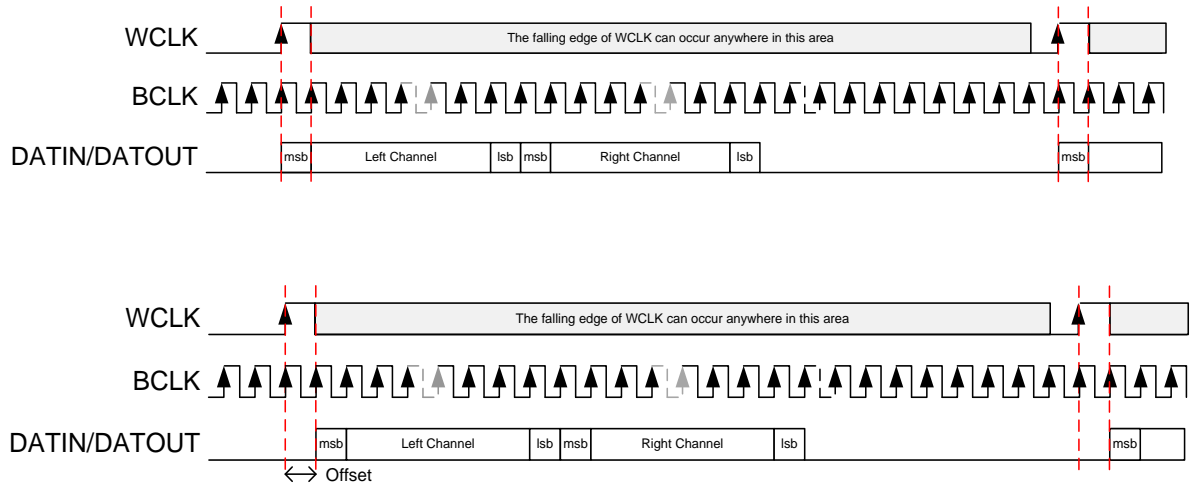 WCLK
The falling edge of WCLK can occur anywhere in this area
BCLK
DATIN/DATOUT
msb Left Channel lsb msb Right Channel lsb msb
WCLK
The falling edge of WCLK can occur anywhere in this area
BCLK
DATIN/DATOUT
msb Left Channel lsb msb Right Channel lsb msb
Offset